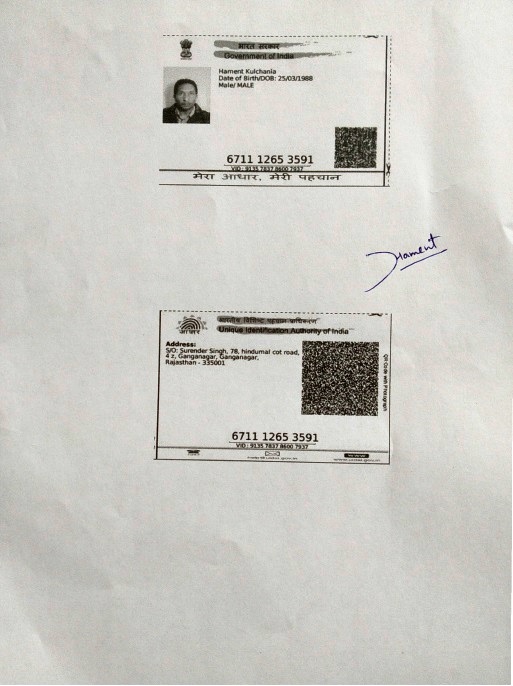 भारत सरकार
Government of India
Hament Kulchania
Date of Birth/DOB: 25/03/1988
Male/ MALE
6711 1265 3591
VID: 9135 7837 8600 7937
मेरा आधार, मेरी पहचान
Hament
भारतीय विशिष्ट पहचान प्राधिकरण
Unique Identification Authority of India
आधार
Address:
S/O: Surender Singh, 78, hindumal cot road,
4 z, Ganganagar, Ganganagar,
Rajasthan - 335001
QR Code with Photograph
6711 1265 3591
VID : 9135 7837 8600 7937